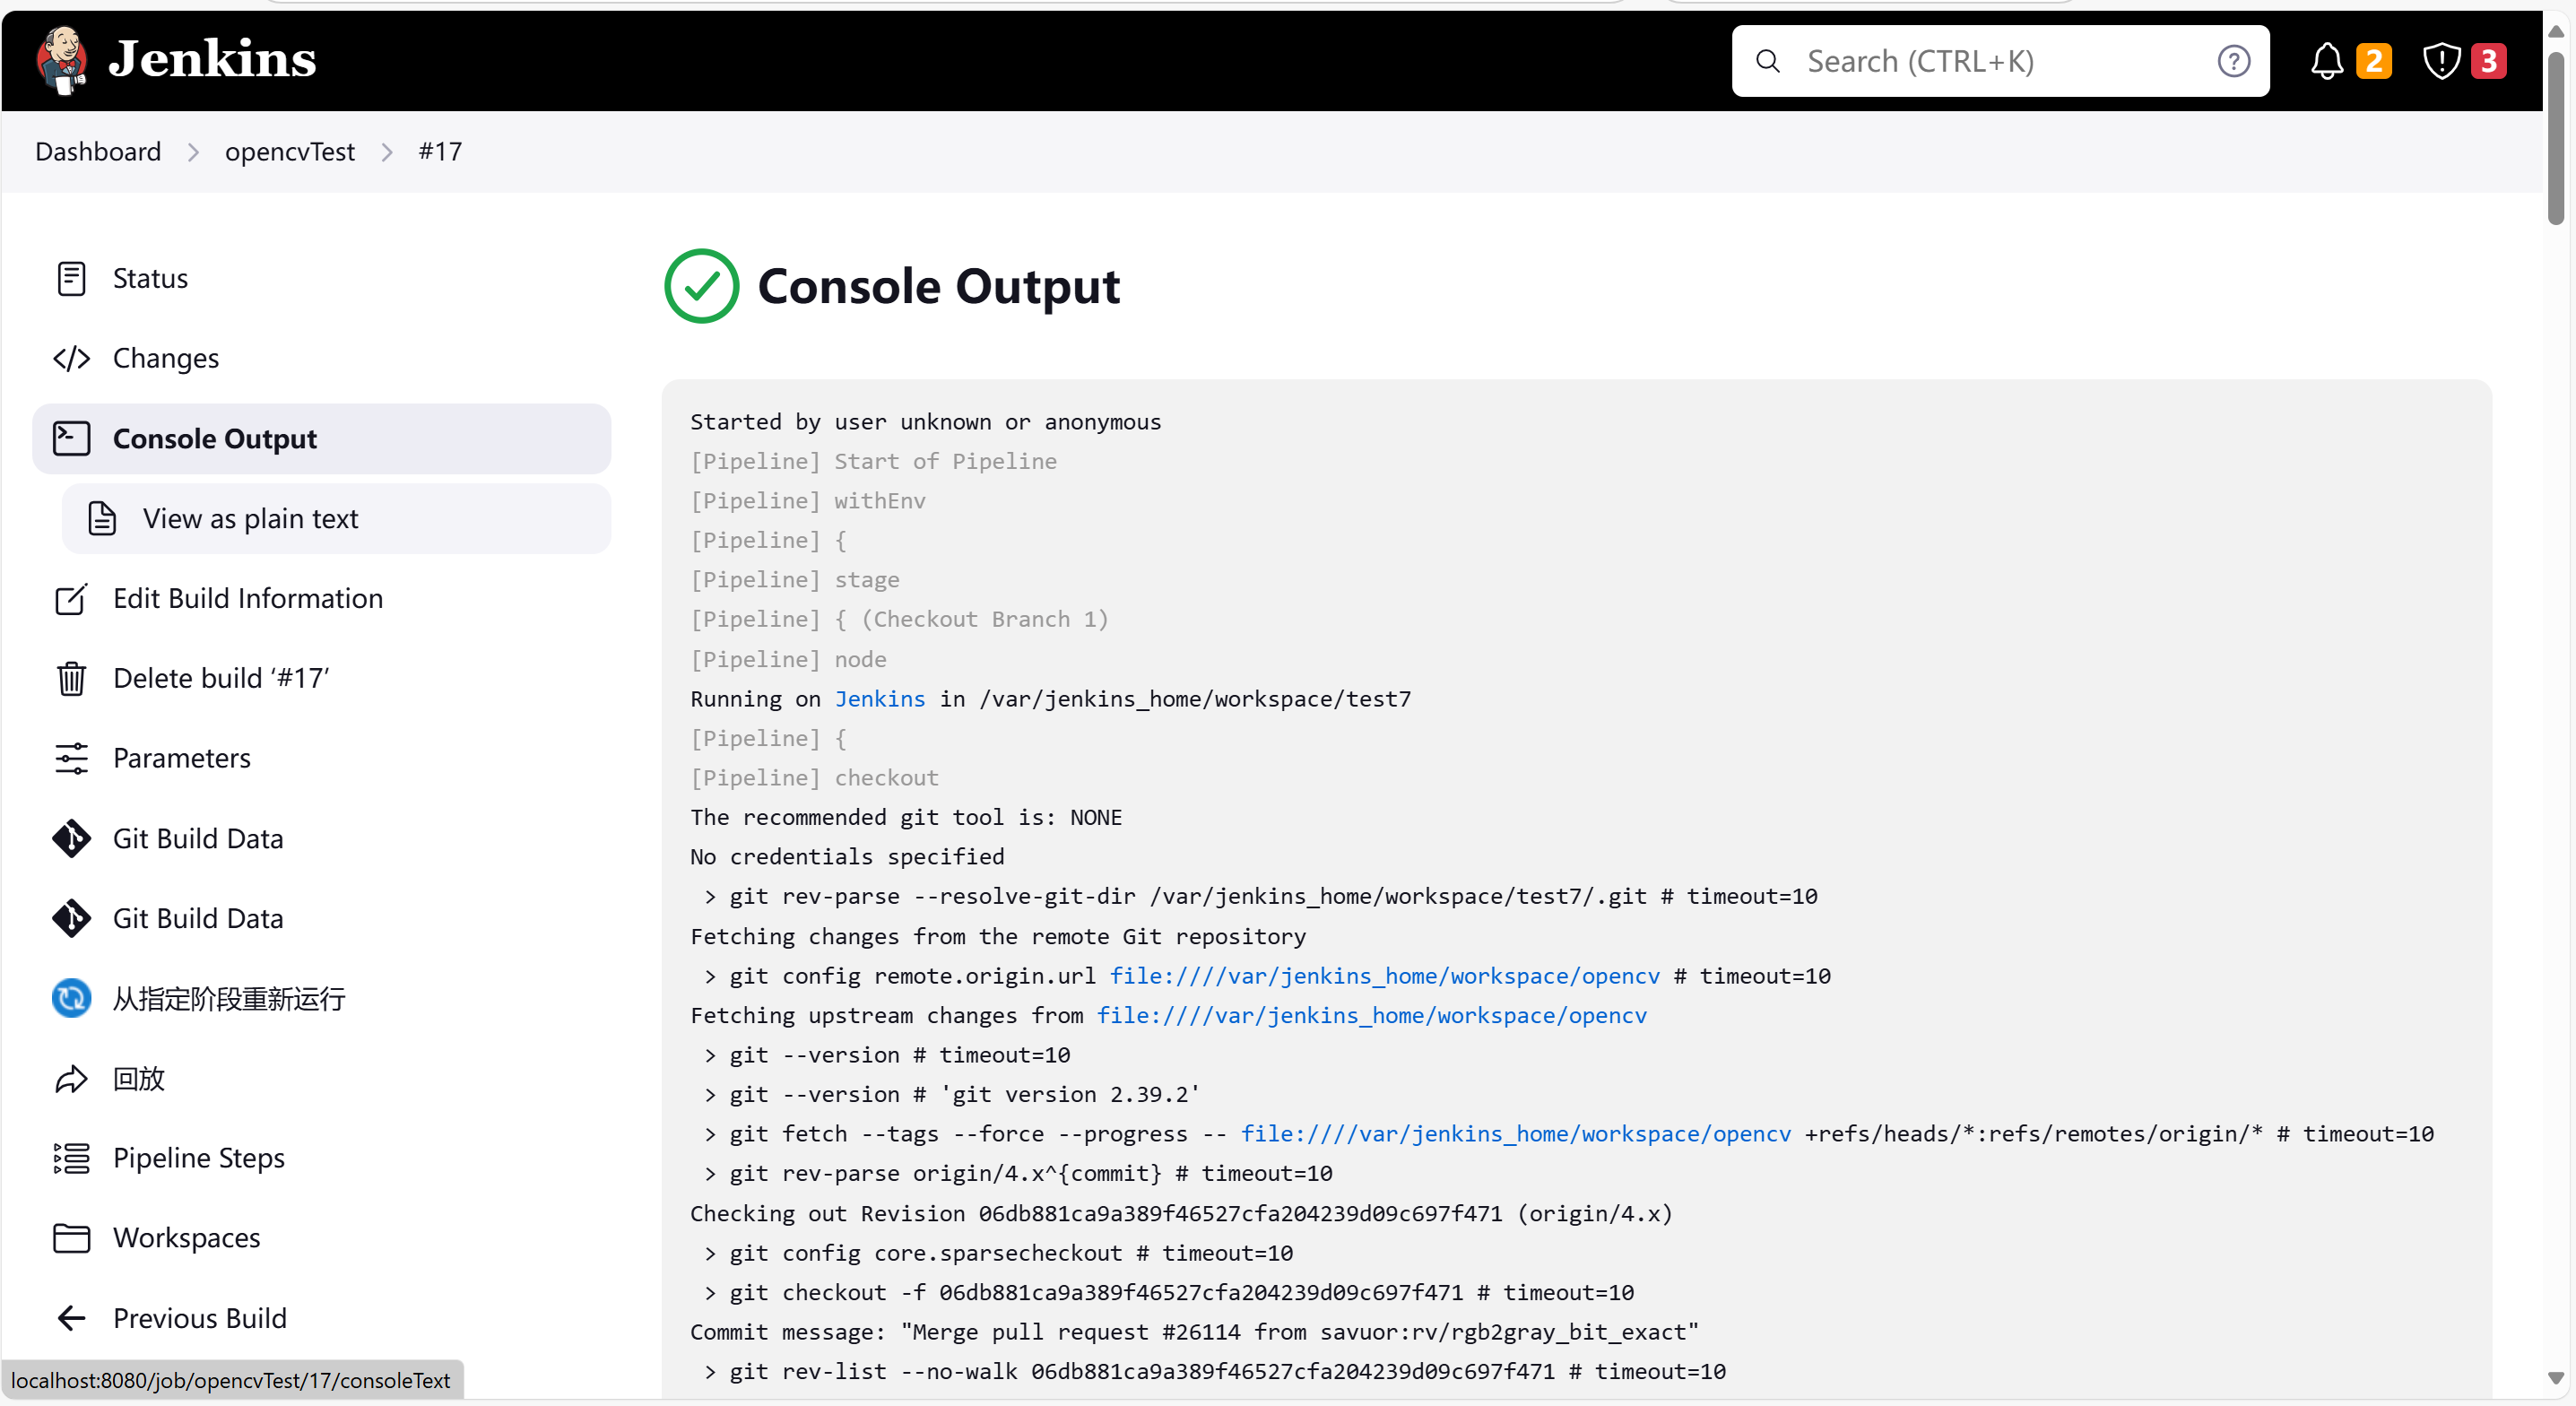 Jenkins
Search (CTRL+K)
2
3
Dashboard
opencvTest
#17
Status
Changes
Console Output
View as plain text
Edit Build Information
Delete build ‘#17’
Parameters
Git Build Data
Git Build Data
从指定阶段重新运行
回放
Pipeline Steps
Workspaces
Previous Build
localhost:8080/job/opencvTest/17/consoleText
Console Output
Started by user unknown or anonymous
[Pipeline] Start of Pipeline
[Pipeline] withEnv
[Pipeline] {
[Pipeline] stage
[Pipeline] { (Checkout Branch 1)
[Pipeline] node
Running on Jenkins in /var/jenkins_home/workspace/test7
[Pipeline] {
[Pipeline] checkout
The recommended git tool is: NONE
No credentials specified
> git rev-parse --resolve-git-dir /var/jenkins_home/workspace/test7/.git # timeout=10
Fetching changes from the remote Git repository
> git config remote.origin.url file:////var/jenkins_home/workspace/opencv # timeout=10
Fetching upstream changes from file:////var/jenkins_home/workspace/opencv
> git --version # timeout=10
> git --version # 'git version 2.39.2'
> git fetch --tags --force --progress -- file:////var/jenkins_home/workspace/opencv +refs/heads/*:refs/remotes/origin/* # timeout=10
> git rev-parse origin/4.x^{commit} # timeout=10
Checking out Revision 06db881ca9a389f46527cfa204239d09c697f471 (origin/4.x)
> git config core.sparsecheckout # timeout=10
> git checkout -f 06db881ca9a389f46527cfa204239d09c697f471 # timeout=10
Commit message: "Merge pull request #26114 from savuor:rv/rgb2gray_bit_exact"
> git rev-list --no-walk 06db881ca9a389f46527cfa204239d09c697f471 # timeout=10